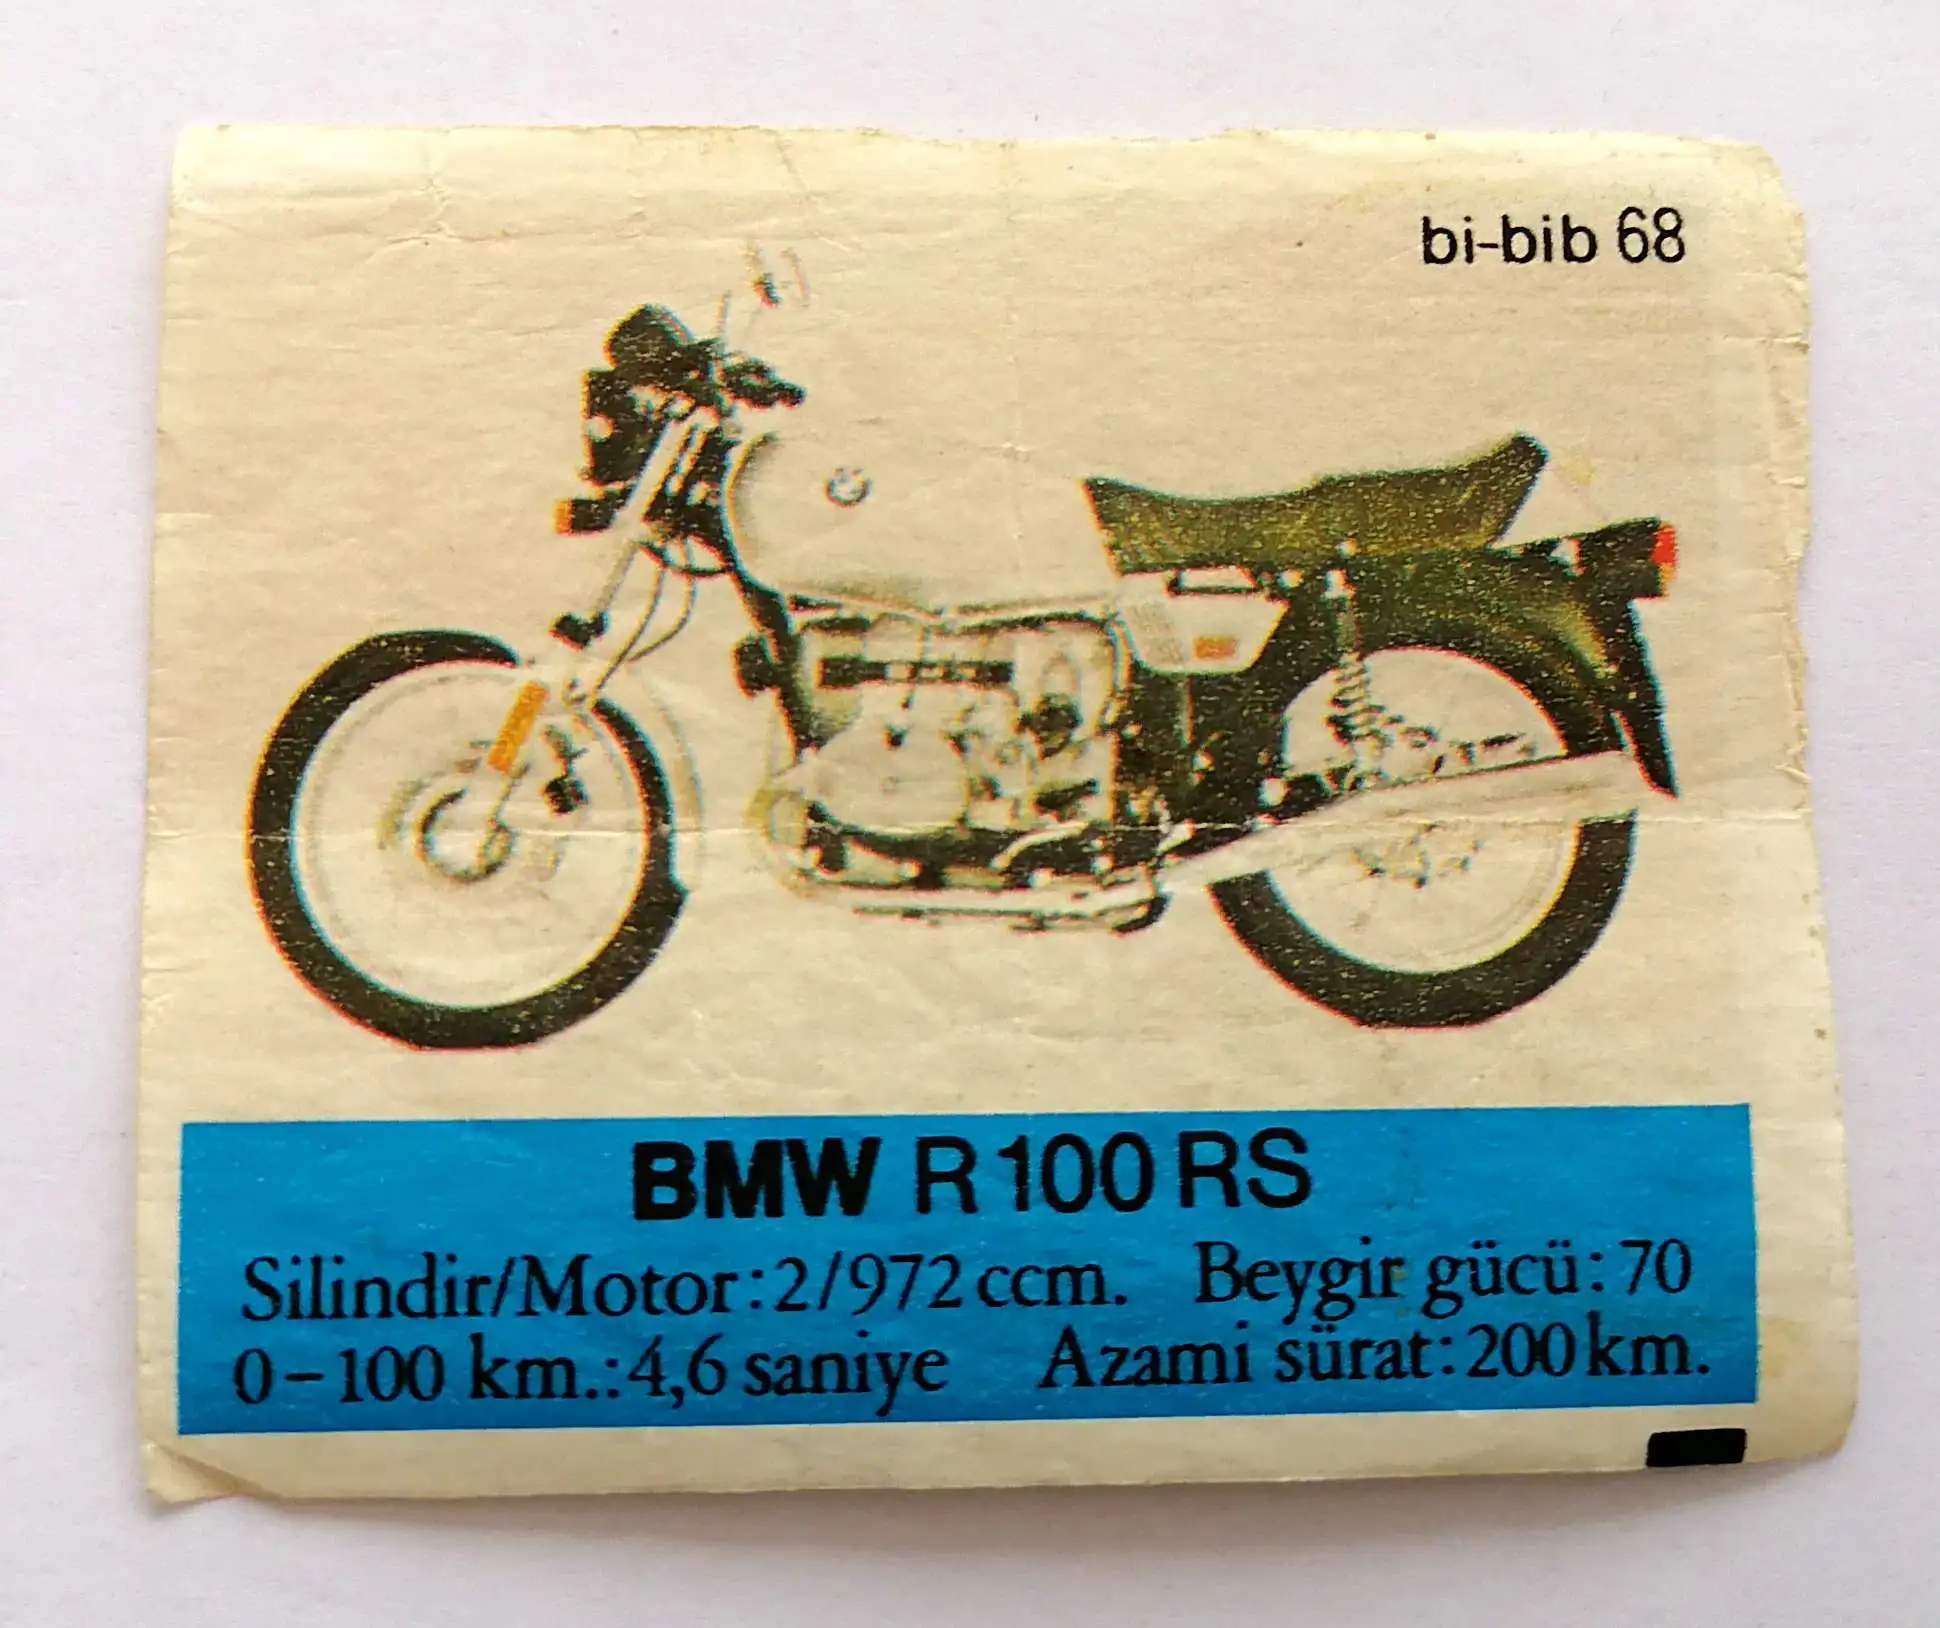 bi-bib 68
BMW R 100 RS
Silindir/Motor: 2/972 ccm. Beygir gücü: 70
0-100 km.: 4,6 saniye Azami sürat: 200 km.